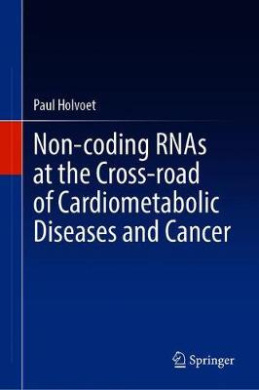 Paul Holvoet
Non-coding RNAs
at the Cross-road
of Cardiometabolic
Diseases and Cancer
Springer